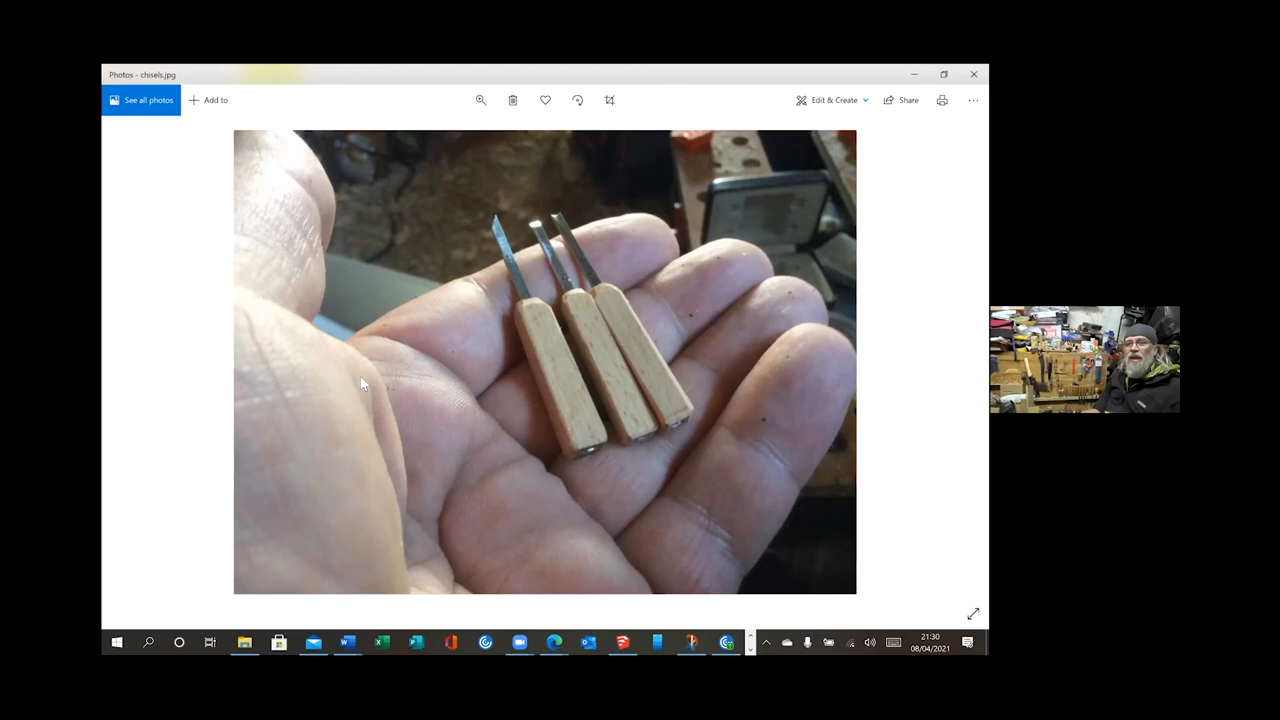 Photos - chisels.jpg
See all photos
Add to
Edit & Create
Share
21:30
08/04/2021